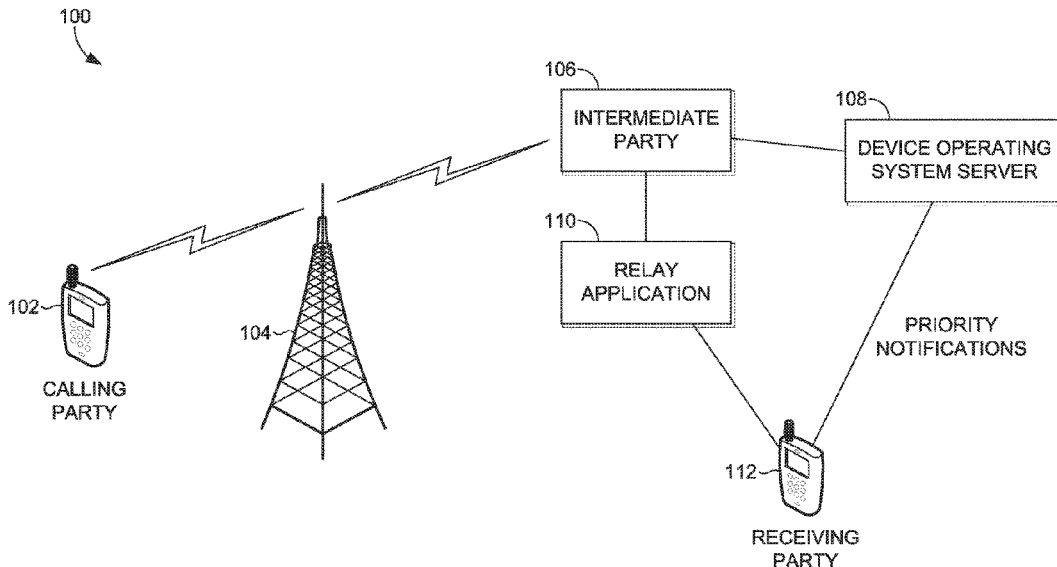 100
106
INTERMEDIATE
PARTY
108
DEVICE OPERATING
SYSTEM SERVER
110
RELAY
APPLICATION
102
104
CALLING
PARTY
PRIORITY
NOTIFICATIONS
112
RECEIVING
PARTY